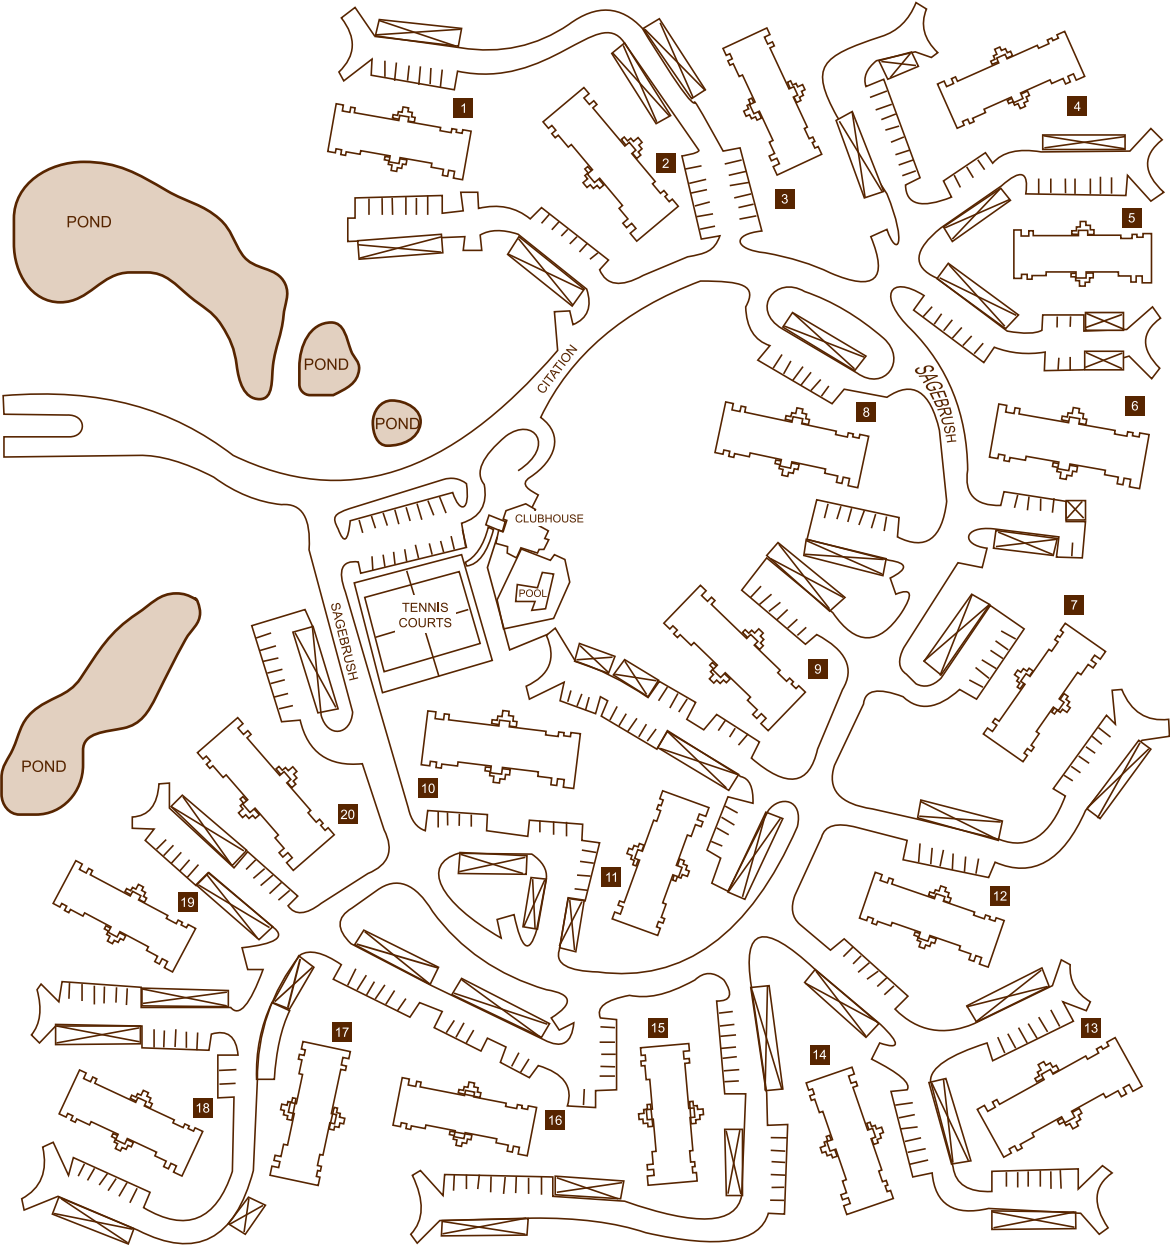 1
4
2
3
5
POND
POND
CITATION
SAGEBRUSH
6
8
POND
CLUBHOUSE
POOL
TENNIS
COURTS
SAGEBRUSH
7
9
POND
10
20
11
19
12
15
17
13
14
18
16